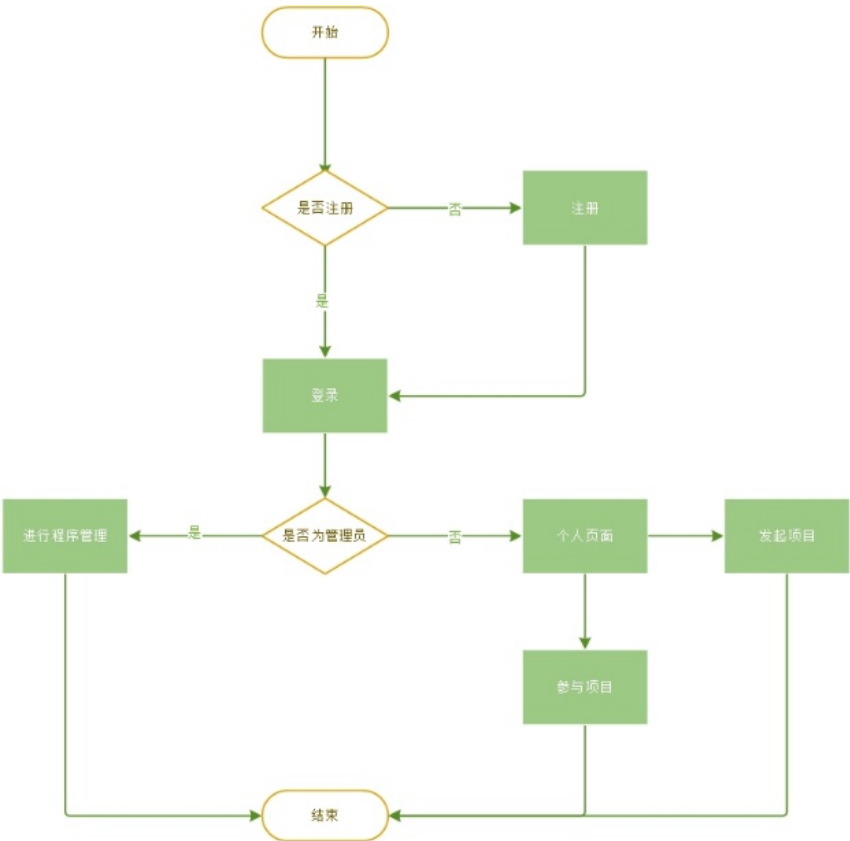 开始
是否注册
否
注册
是
登录
进行程序管理
是
是否为管理员
否
个人页面
发起项目
参与项目
结束